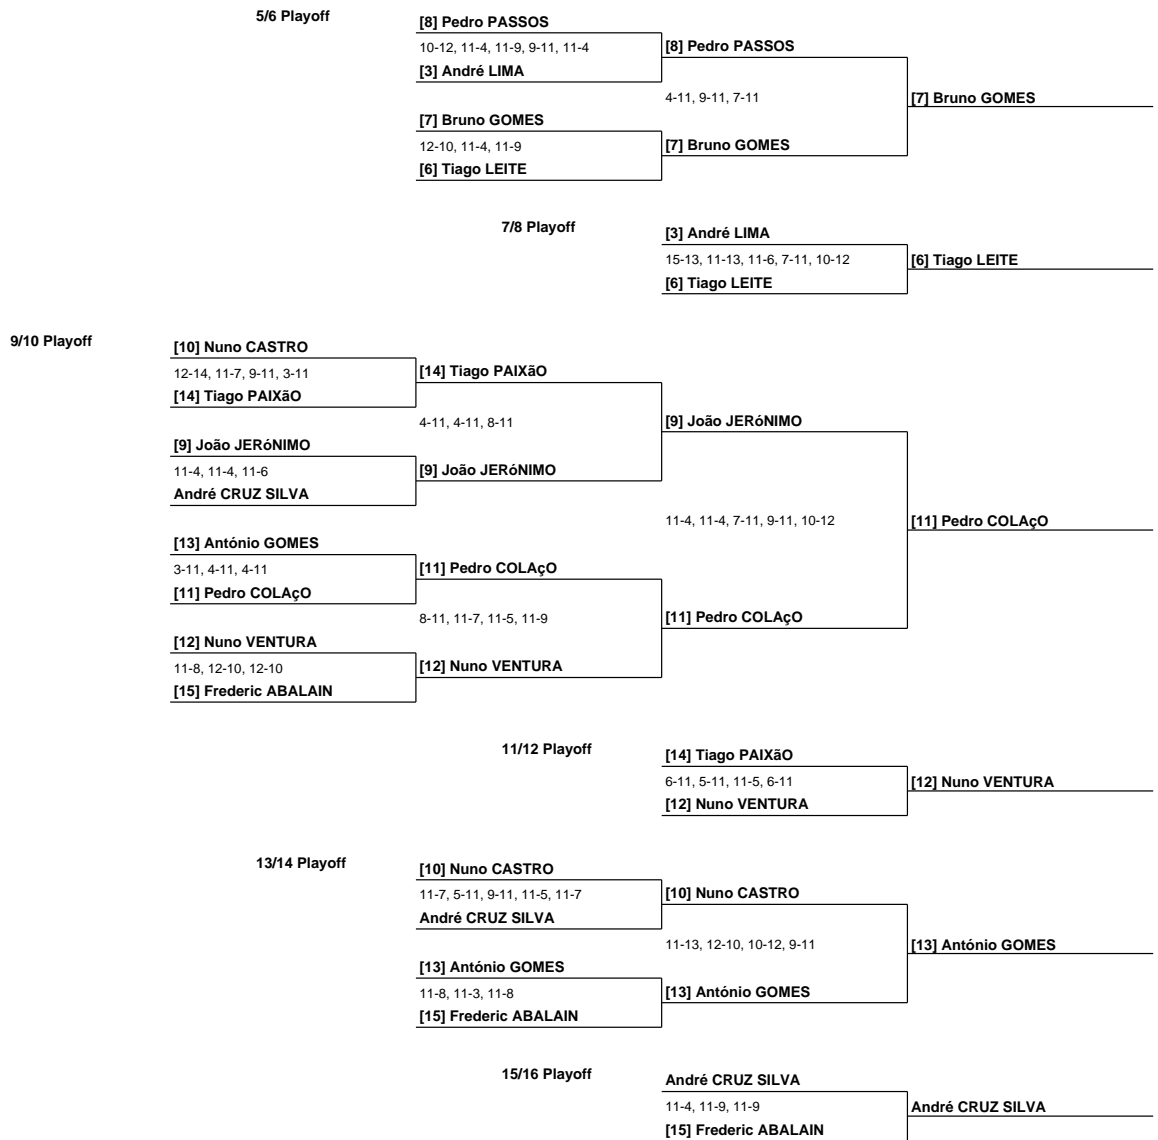 5/6 Playoff
[8] Pedro PASSOS
10-12, 11-4, 11-9, 9-11, 11-4
[8] Pedro PASSOS
[3] André LIMA
4-11, 9-11, 7-11
[7] Bruno GOMES
[7] Bruno GOMES
12-10, 11-4, 11-9
[7] Bruno GOMES
[6] Tiago LEITE
7/8 Playoff
[3] André LIMA
15-13, 11-13, 11-6, 7-11, 10-12
[6] Tiago LEITE
[6] Tiago LEITE
9/10 Playoff
[10] Nuno CASTRO
12-14, 11-7, 9-11, 3-11
[14] Tiago PAIXãO
[14] Tiago PAIXãO
4-11, 4-11, 8-11
[9] João JERóNIMO
[9] João JERóNIMO
11-4, 11-4, 11-6
[9] João JERóNIMO
André CRUZ SILVA
11-4, 11-4, 7-11, 9-11, 10-12
[11] Pedro COLAçO
[13] António GOMES
3-11, 4-11, 4-11
[11] Pedro COLAçO
[11] Pedro COLAçO
8-11, 11-7, 11-5, 11-9
[11] Pedro COLAçO
[12] Nuno VENTURA
11-8, 12-10, 12-10
[12] Nuno VENTURA
[15] Frederic ABALAIN
11/12 Playoff
[14] Tiago PAIXãO
6-11, 5-11, 11-5, 6-11
[12] Nuno VENTURA
[12] Nuno VENTURA
13/14 Playoff
[10] Nuno CASTRO
11-7, 5-11, 9-11, 11-5, 11-7
[10] Nuno CASTRO
André CRUZ SILVA
11-13, 12-10, 10-12, 9-11
[13] António GOMES
[13] António GOMES
11-8, 11-3, 11-8
[13] António GOMES
[15] Frederic ABALAIN
15/16 Playoff
André CRUZ SILVA
11-4, 11-9, 11-9
André CRUZ SILVA
[15] Frederic ABALAIN